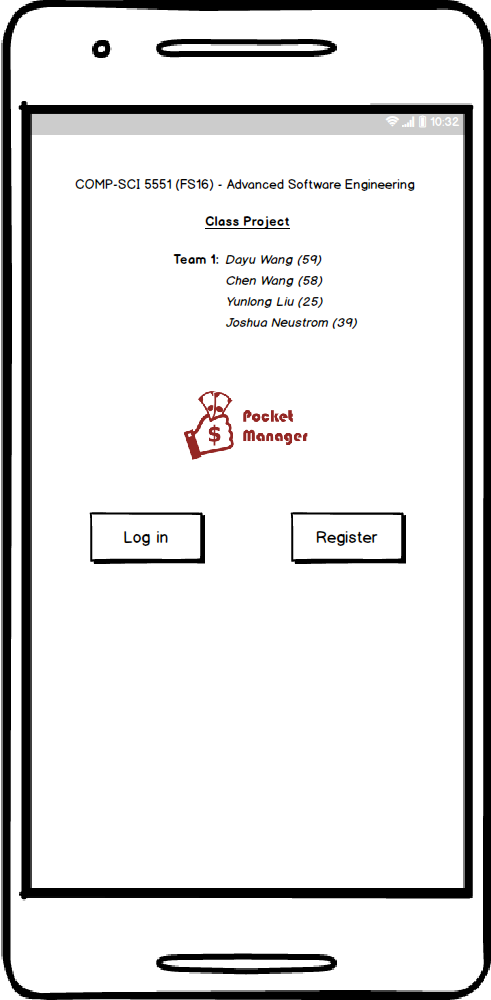 10:32
COMP-SCI 5551 (FS16) - Advanced Software Engineering
Class Project
Team 1: Dayu Wang (59)
Chen Wang (58)
Yunlong Liu (25)
Joshua Neustrom (39)
$
Pocket
Manager
Log in
Register